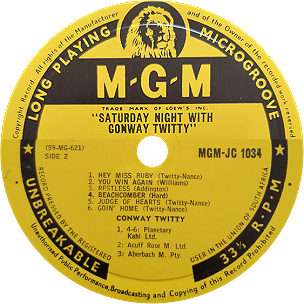 Copyright Record. All rights of the Manufacturer and of the Owner of the recorded work reserved.
LONG PLAYING MICROGROOVE
M-G-M
TRADE MARK OF LOEW'S INC.
"SATURDAY NIGHT WITH
CONWAY TWITTY"
(59-MG-621)
SIDE 2
MGM-JC 1034
1. HEY MISS RUBY (Twitty-Nance)
2. YOU WIN AGAIN (Williams)
3. RESTLESS (Addington)
4. BEACHCOMBER (Hard)
5. JUDGE OF HEARTS (Twitty-Nance)
6. GOIN' HOME (Twitty-Nance)
CONWAY TWITTY
1, 4-6: Planetary
Kahl Ltd.
2: Acuff Rose M. Ltd.
3: Aberbach M. Pty.
UNBREAKABLE
33⅓ R·P·M
RECORD PRESSED BY THE REGISTERED
USER IN THE UNION OF SOUTH AFRICA
Unauthorised Public Performance, Broadcasting and Copying of this Record Prohibited